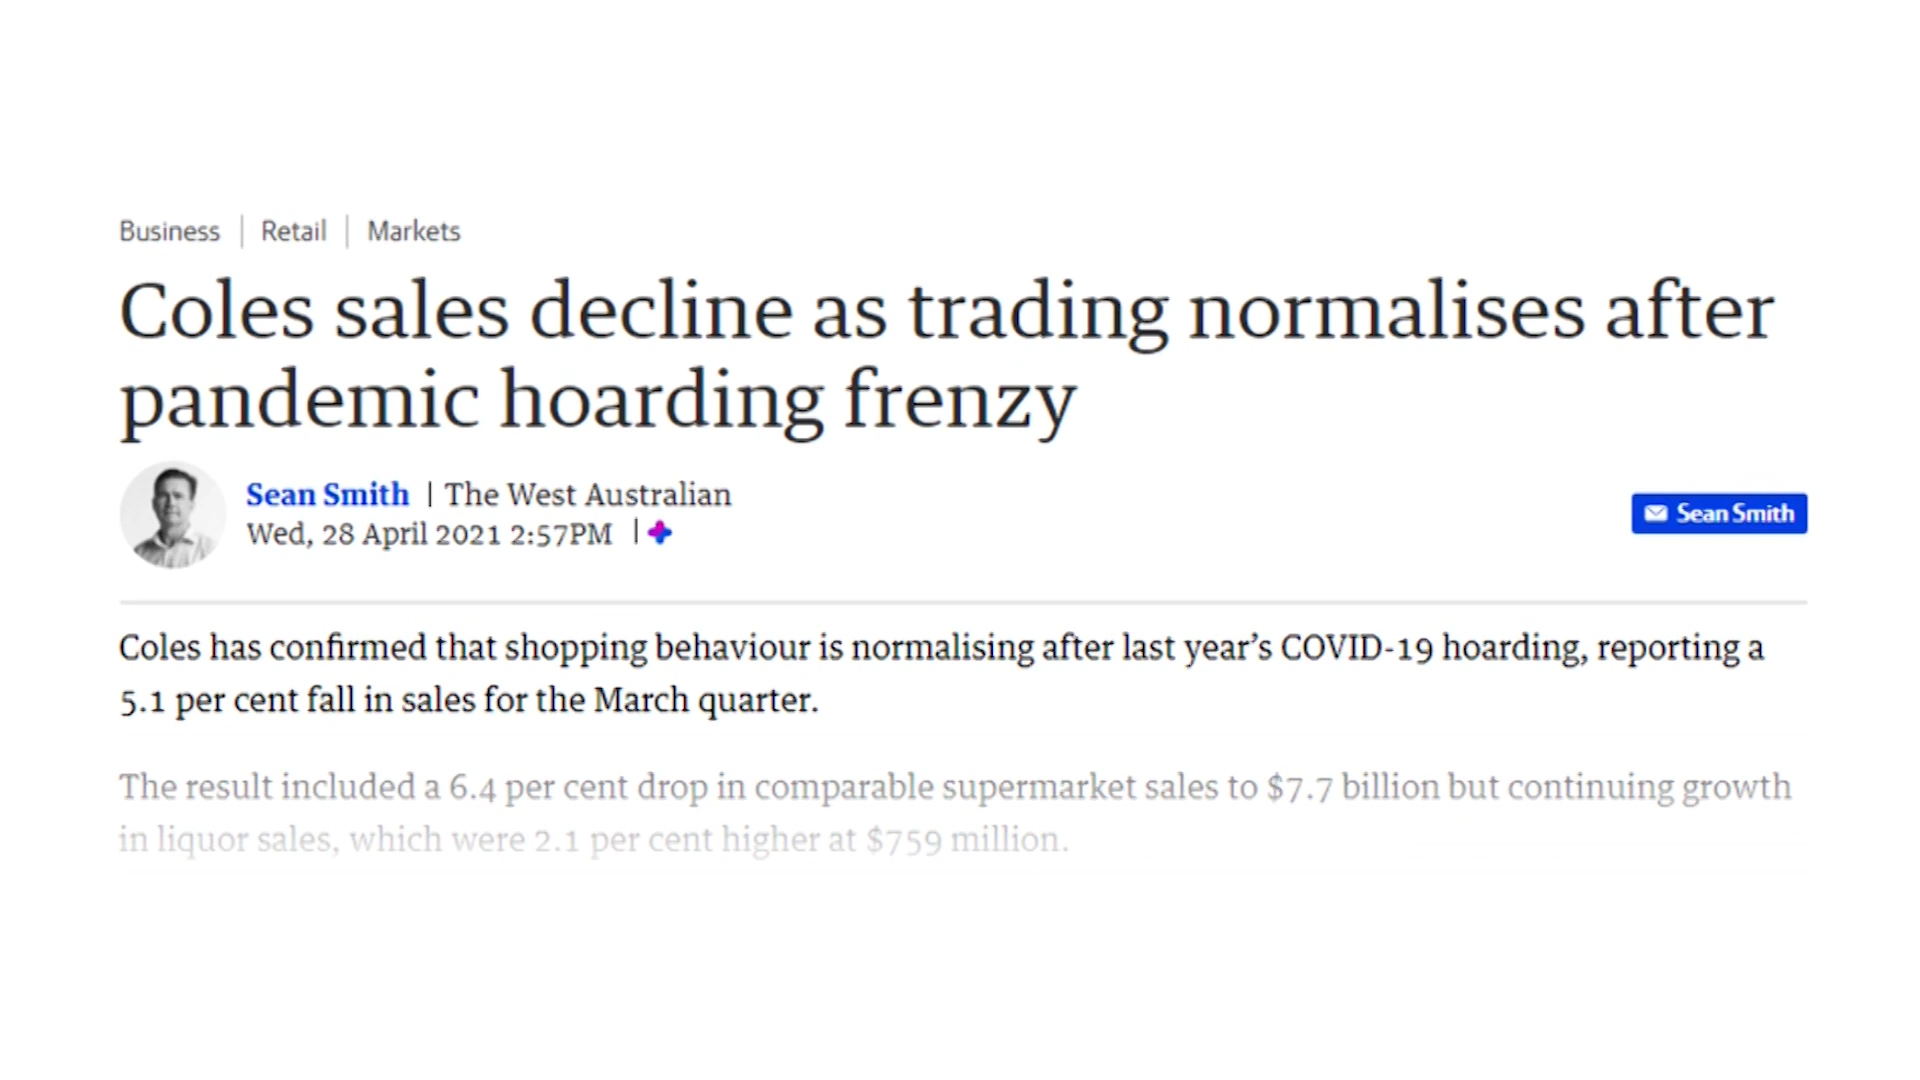 Business | Retail | Markets
Coles sales decline as trading normalises after
pandemic hoarding frenzy
Sean Smith | The West Australian
Wed, 28 April 2021 2:57PM |
Sean Smith
Coles has confirmed that shopping behaviour is normalising after last year’s COVID-19 hoarding, reporting a
5.1 per cent fall in sales for the March quarter.
The result included a 6.4 per cent drop in comparable supermarket sales to $7.7 billion but continuing growth
in liquor sales, which were 2.1 per cent higher at $759 million.